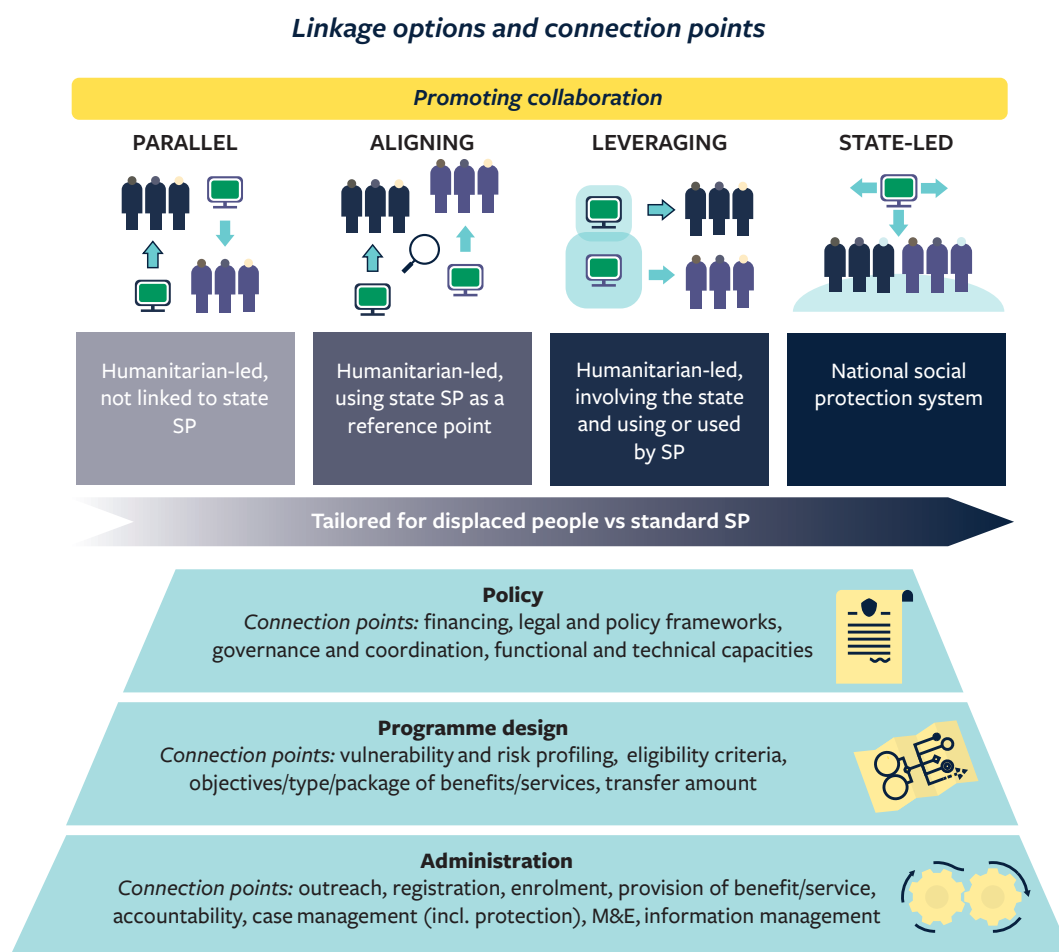 Linkage options and connection points
Promoting collaboration
PARALLEL
ALIGNING
LEVERAGING
STATE-LED
Humanitarian-led,
not linked to state
SP
Humanitarian-led,
using state SP as a
reference point
Humanitarian-led,
involving the state
and using or used
by SP
National social
protection system
Tailored for displaced people vs standard SP
Policy
Connection points: financing, legal and policy frameworks,
governance and coordination, functional and technical capacities
Programme design
Connection points: vulnerability and risk profiling, eligibility criteria,
objectives/type/package of benefits/services, transfer amount
Administration
Connection points: outreach, registration, enrolment, provision of benefit/service,
accountability, case management (incl. protection), M&E, information management